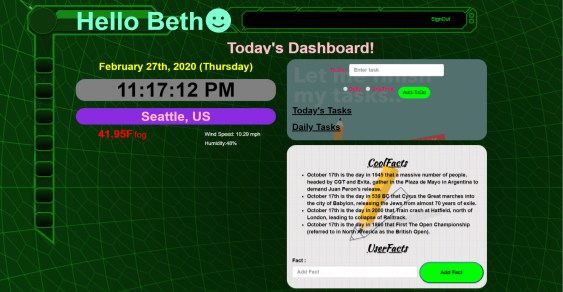 Hello Beth
SignOut
Today's Dashboard!
February 27th, 2020 (Thursday)
11:17:12 PM
Seattle, US
41.95F fog
Wind Speed: 10.29 mph
Humidity:48%
Let me finish
my tasks..
Enter task
Add-ToDo
Today's Tasks
Daily Tasks
CoolFacts
October 17th is the day in 1945 that a massive number of people,
headed by CGT and Evita, gather in the Plaza de Mayo in Argentina to
demand Juan Peron's release.
October 17th is the day in 539 BC that Cyrus the Great marches into
the city of Babylon, releasing the Jews from almost 70 years of exile.
October 17th is the day in 2000 that Train crash at Hatfield, north of
London, leading to collapse of Railtrack.
October 17th is the day in 1860 that First The Open Championship
(referred to in North America as the British Open).
UserFacts
Fact :
Add Fact
Add Fact